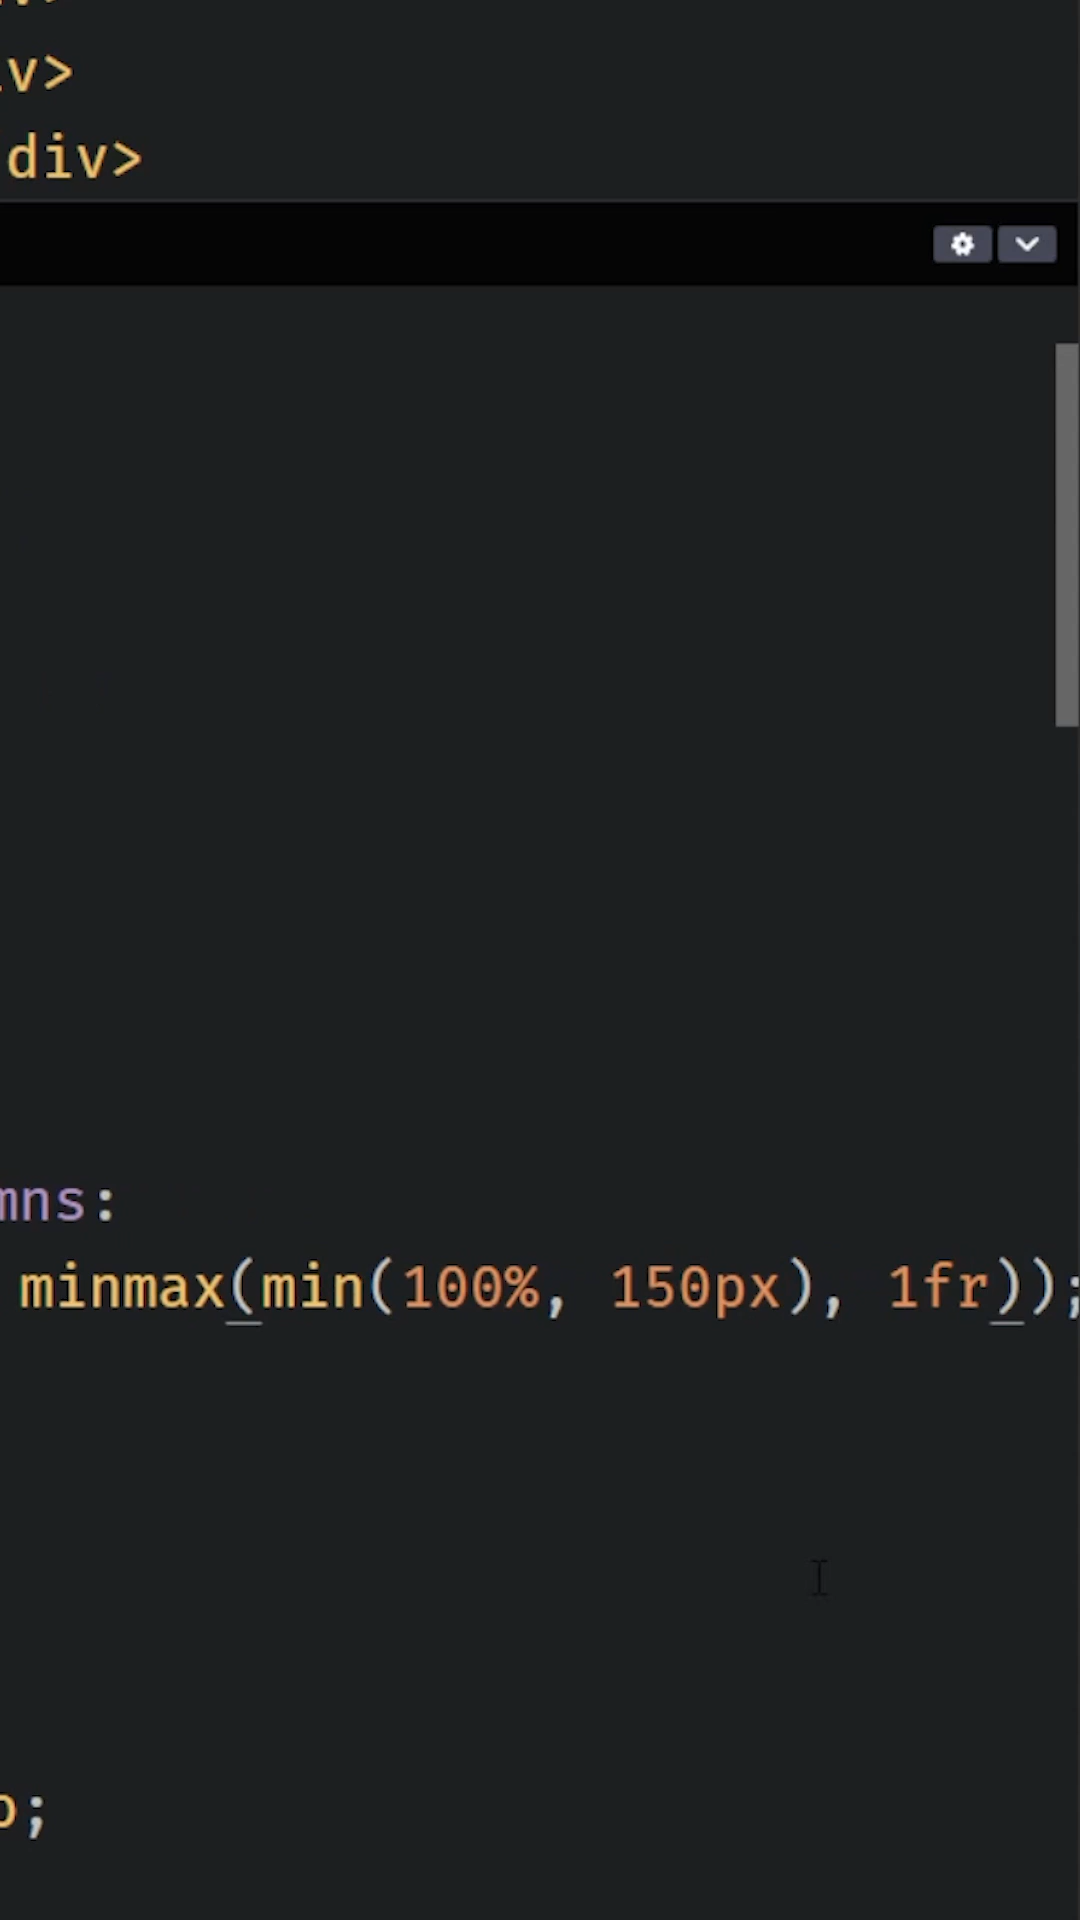 v>
div>
mns:
minmax(min(100%, 150px), 1fr));
;